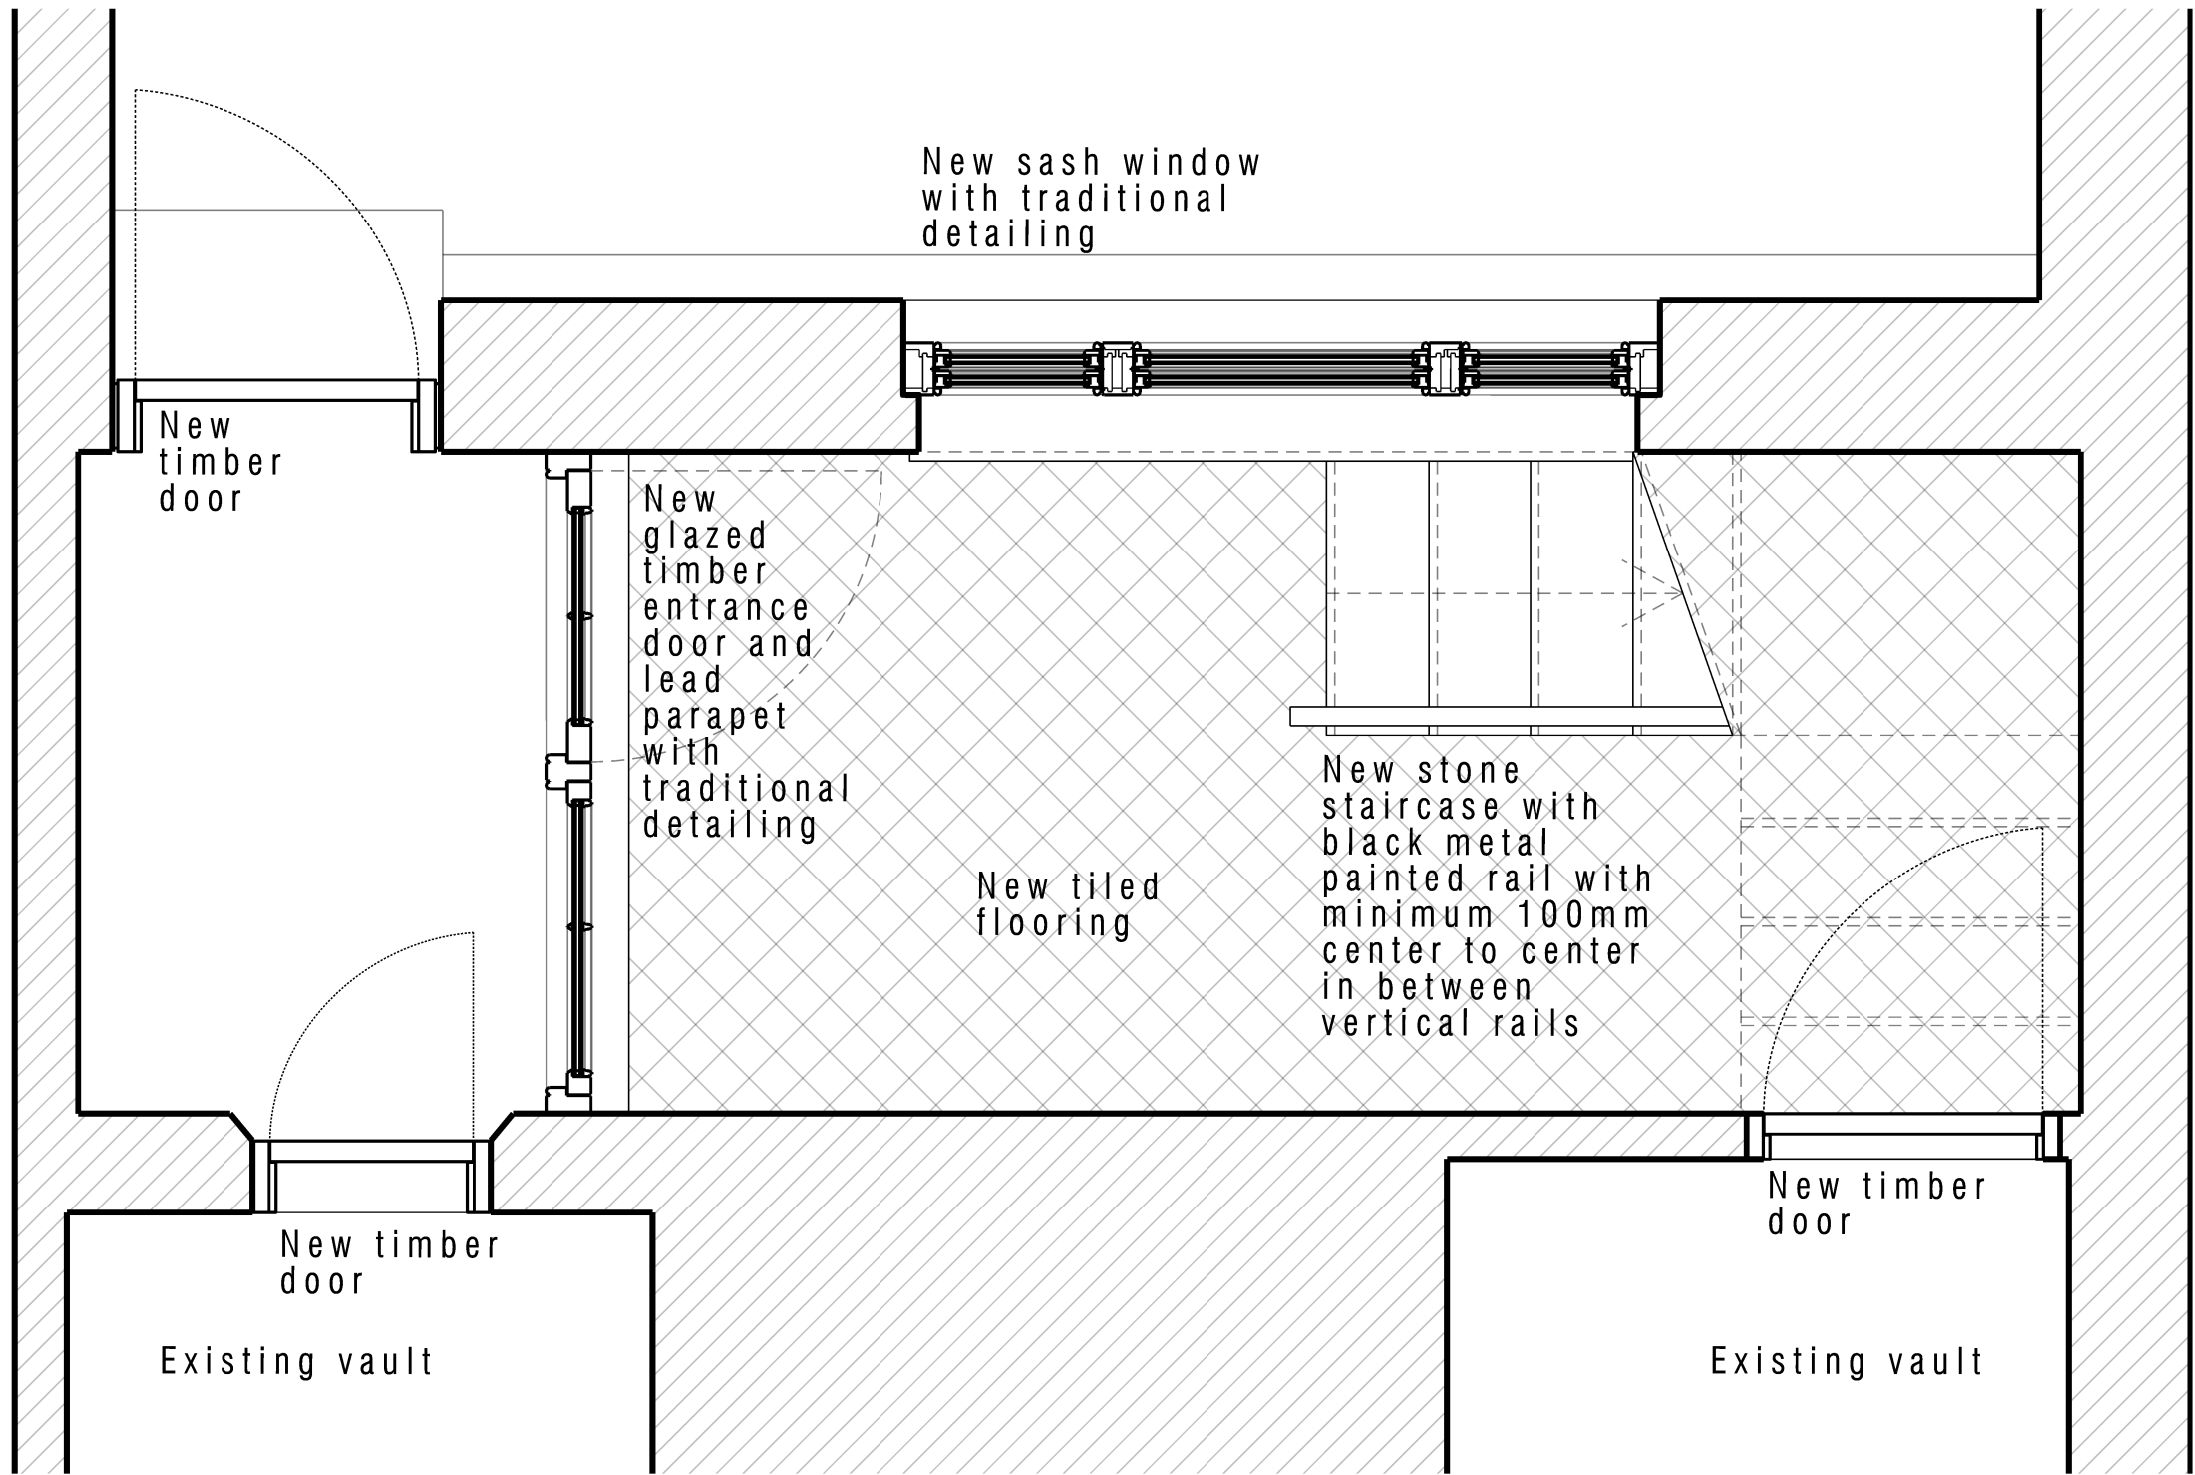 New sash window
with traditional
detailing
New
timber
door
New
glazed
timber
entrance
door and
lead
parapet
with
traditional
detailing
New stone
staircase with
black metal
painted rail with
minimum 100mm
center to center
in between
vertical rails
New tiled
flooring
New timber
door
New timber
door
Existing vault
Existing vault